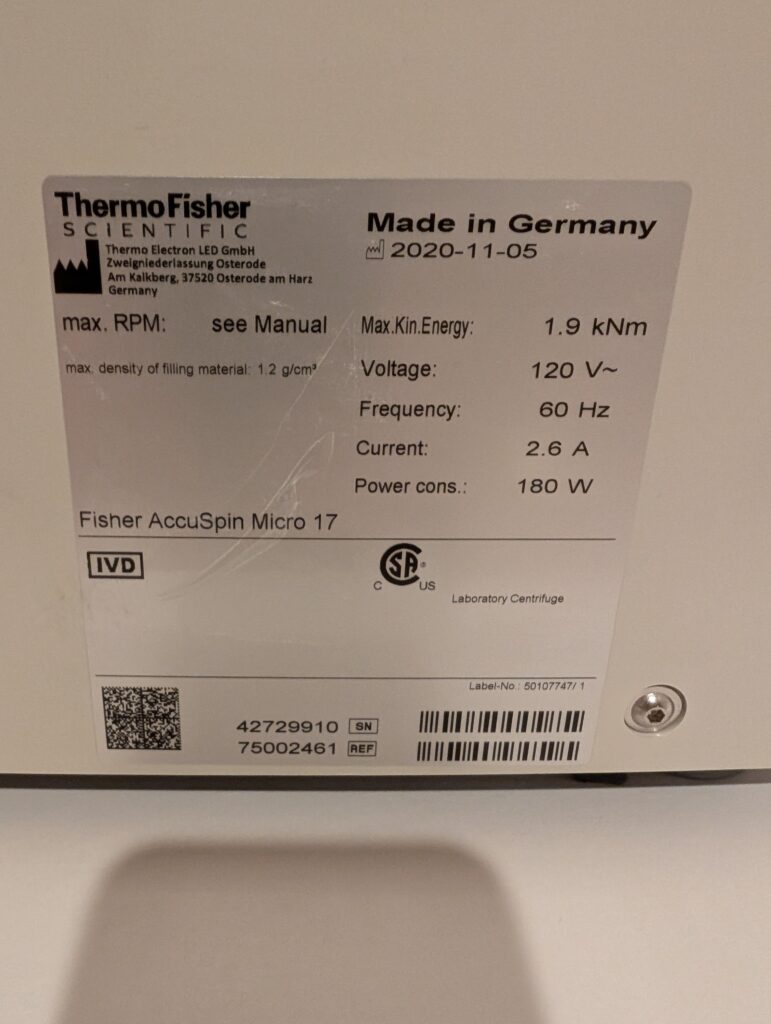 ThermoFisher
SCIENTIFIC
Thermo Electron LED GmbH
Zweigniederlassung Osterode
Am Kalkberg, 37520 Osterode am Harz
Germany
Made in Germany
2020-11-05
max. RPM: see Manual
max. density of filling material: 1.2 g/cm³
Max.Kin.Energy: 1.9 kNm
Voltage: 120 V~
Frequency: 60 Hz
Current: 2.6 A
Power cons.: 180 W
Fisher AccuSpin Micro 17
IVD
CSA®
C US
Laboratory Centrifuge
Label-No.: 50107747/ 1
42729910 SN
75002461 REF